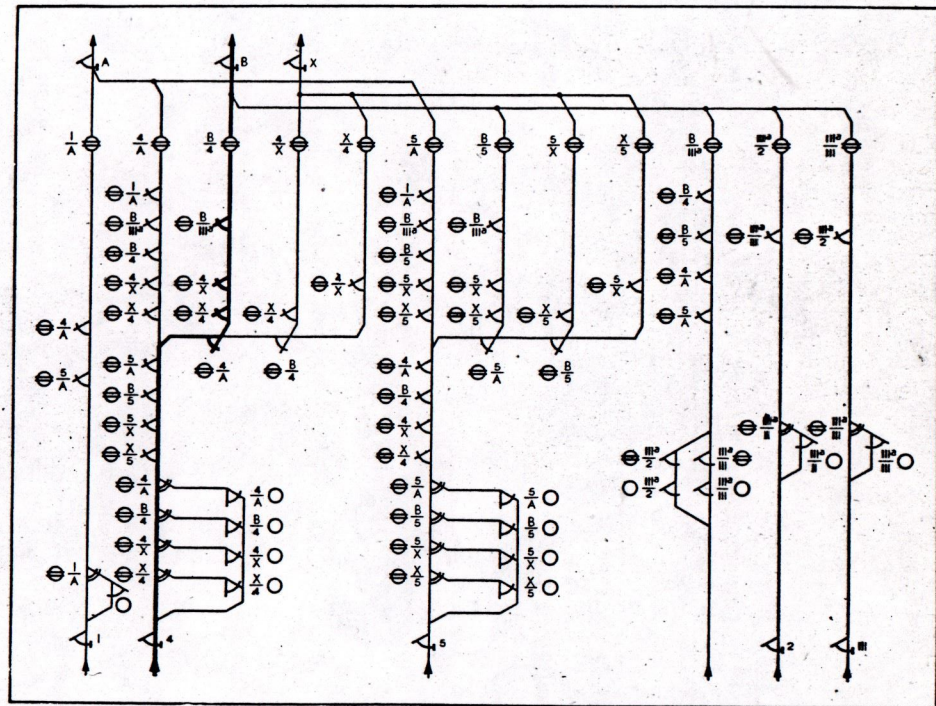 A B X
1/A 4/A B/4 4/X X/4 5/A B/5 5/X X/5 B/IIIa IIIa/2 IIIa/III
1/A 1/A B/4
B/IIIa B/IIIa B/IIIa B/IIIa B/5 IIIa/2
B/4 B/5
4/X 4/X 4/X 5/X 5/X 5/X 4/A
X/4 X/4 X/4 X/5 X/5 X/5 5/A
4/A
5/A 4/A B/4 4/A 5/A B/5
5/A
B/5 B/4
5/X 4/X
X/5 X/4 IIIa/2 IIIa/III IIIa/III
4/A 4/A 5/A 5/A IIIa/2 IIIa/III
B/4 B/4 B/5 B/5
4/X 4/X 5/X 5/X
1/A X/4 X/4 X/5 X/5
1 4 5 2 III